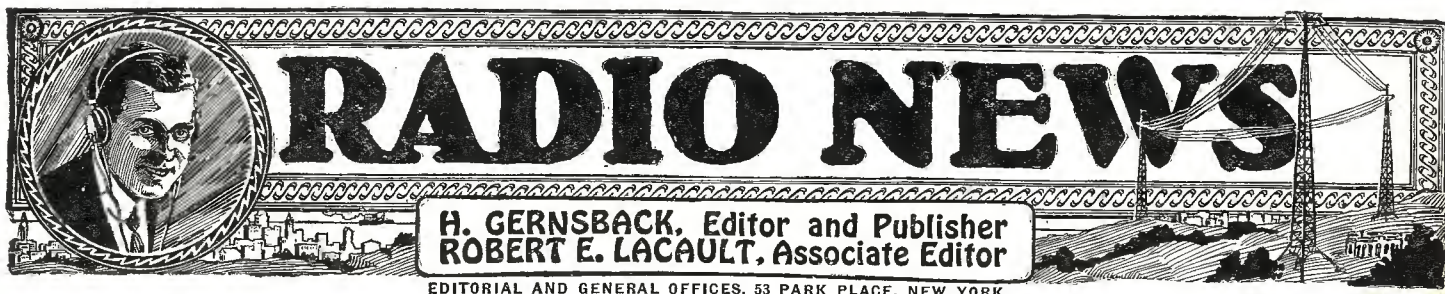 RADIO NEWS
H. GERNSBACK, Editor and Publisher
ROBERT E. LACAULT, Associate Editor
EDITORIAL AND GENERAL OFFICES, 53 PARK PLACE, NEW YORK